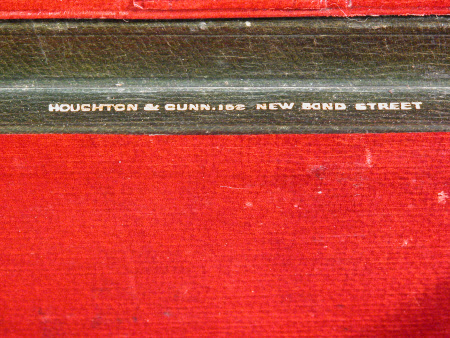 HOUGHTON & GUNN. 162 NEW BOND STREET